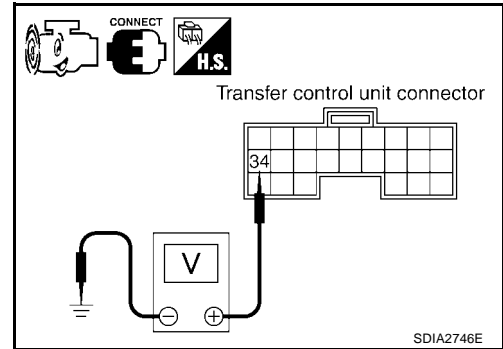 CONNECT
H.S.
Transfer control unit connector
34
V
− +
SDIA2746E